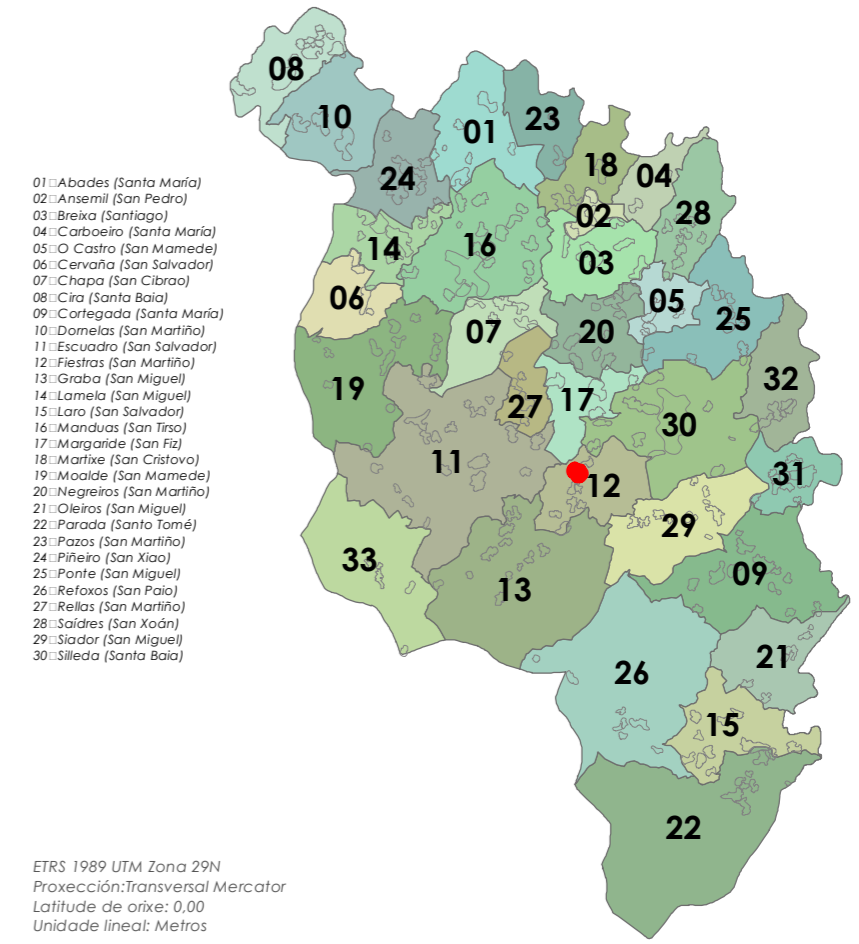 08
10
01
23
18
04
24
02
28
14
16
03
06
05
07
20
25
19
32
27
17
30
11
12
31
33
29
13
09
26
21
15
22
01□Abades (Santa María)
02□Ansemil (San Pedro)
03□Breixa (Santiago)
04□Carboeiro (Santa María)
05□O Castro (San Mamede)
06□Cervaña (San Salvador)
07□Chapa (San Cibrao)
08□Cira (Santa Baia)
09□Cortegada (Santa María)
10□Dornelas (San Martiño)
11□Escuadro (San Salvador)
12□Fiestras (San Martiño)
13□Graba (San Miguel)
14□Lamela (San Miguel)
15□Laro (San Salvador)
16□Manduas (San Tirso)
17□Margaride (San Fiz)
18□Martixe (San Cristovo)
19□Moalde (San Mamede)
20□Negreiros (San Martiño)
21□Oleiros (San Miguel)
22□Parada (Santo Tomé)
23□Pazos (San Martiño)
24□Piñeiro (San Xiao)
25□Ponte (San Miguel)
26□Refoxos (San Paio)
27□Rellas (San Martiño)
28□Saídres (San Xoán)
29□Siador (San Miguel)
30□Silleda (Santa Baia)
ETRS 1989 UTM Zona 29N
Proxección:Transversal Mercator
Latitude de orixe: 0,00
Unidade lineal: Metros